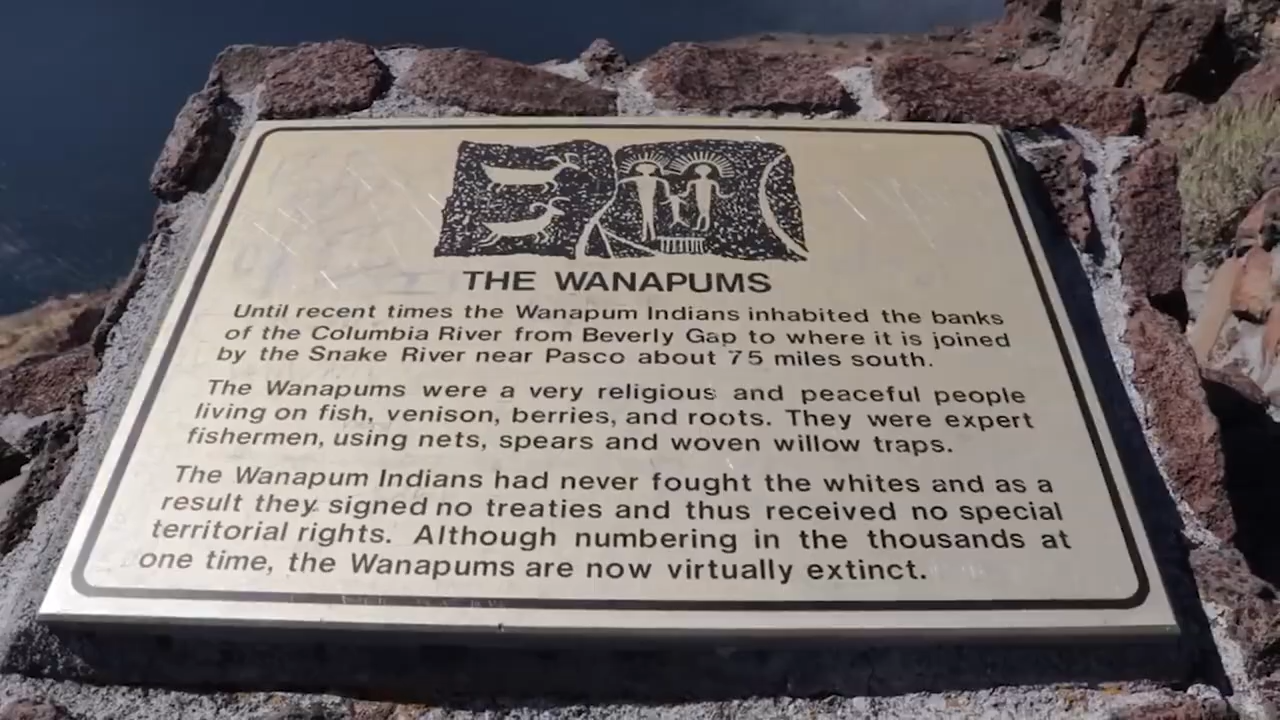 THE WANAPUMS
Until recent times the Wanapum Indians inhabited the banks
of the Columbia River from Beverly Gap to where it is joined
by the Snake River near Pasco about 75 miles south.
The Wanapums were a very religious and peaceful people
living on fish, venison, berries, and roots. They were expert
fishermen, using nets, spears and woven willow traps.
The Wanapum Indians had never fought the whites and as a
result they signed no treaties and thus received no special
territorial rights. Although numbering in the thousands at
one time, the Wanapums are now virtually extinct.